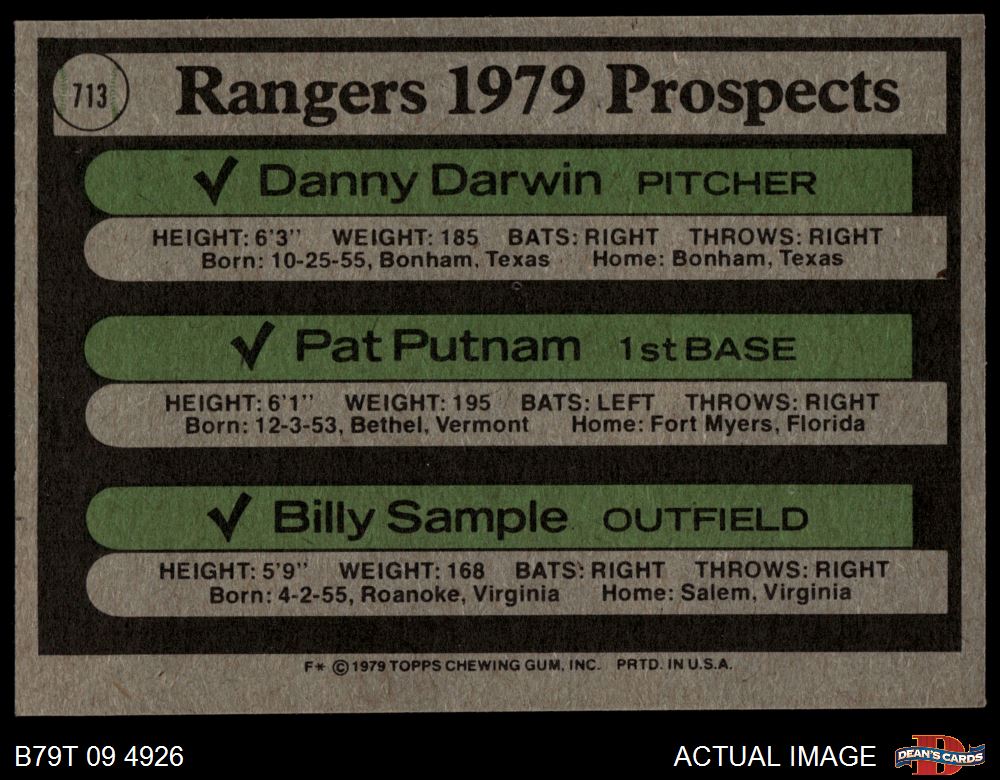 713 Rangers 1979 Prospects
✓ Danny Darwin PITCHER
HEIGHT: 6'3" WEIGHT: 185 BATS: RIGHT THROWS: RIGHT
Born: 10-25-55, Bonham, Texas Home: Bonham, Texas
✓ Pat Putnam 1st BASE
HEIGHT: 6'1" WEIGHT: 195 BATS: LEFT THROWS: RIGHT
Born: 12-3-53, Bethel, Vermont Home: Fort Myers, Florida
✓ Billy Sample OUTFIELD
HEIGHT: 5'9" WEIGHT: 168 BATS: RIGHT THROWS: RIGHT
Born: 4-2-55, Roanoke, Virginia Home: Salem, Virginia
F* © 1979 TOPPS CHEWING GUM, INC. PRTD. IN U.S.A.
B79T 09 4926 ACTUAL IMAGE D DEAN'S CARDS